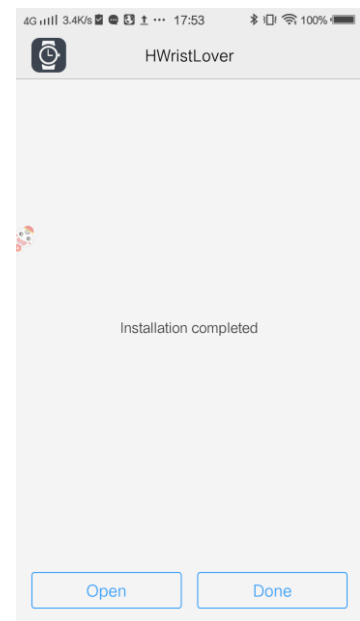 4G 3.4K/s ... 17:53 100%
HWristLover
Installation completed
Open Done